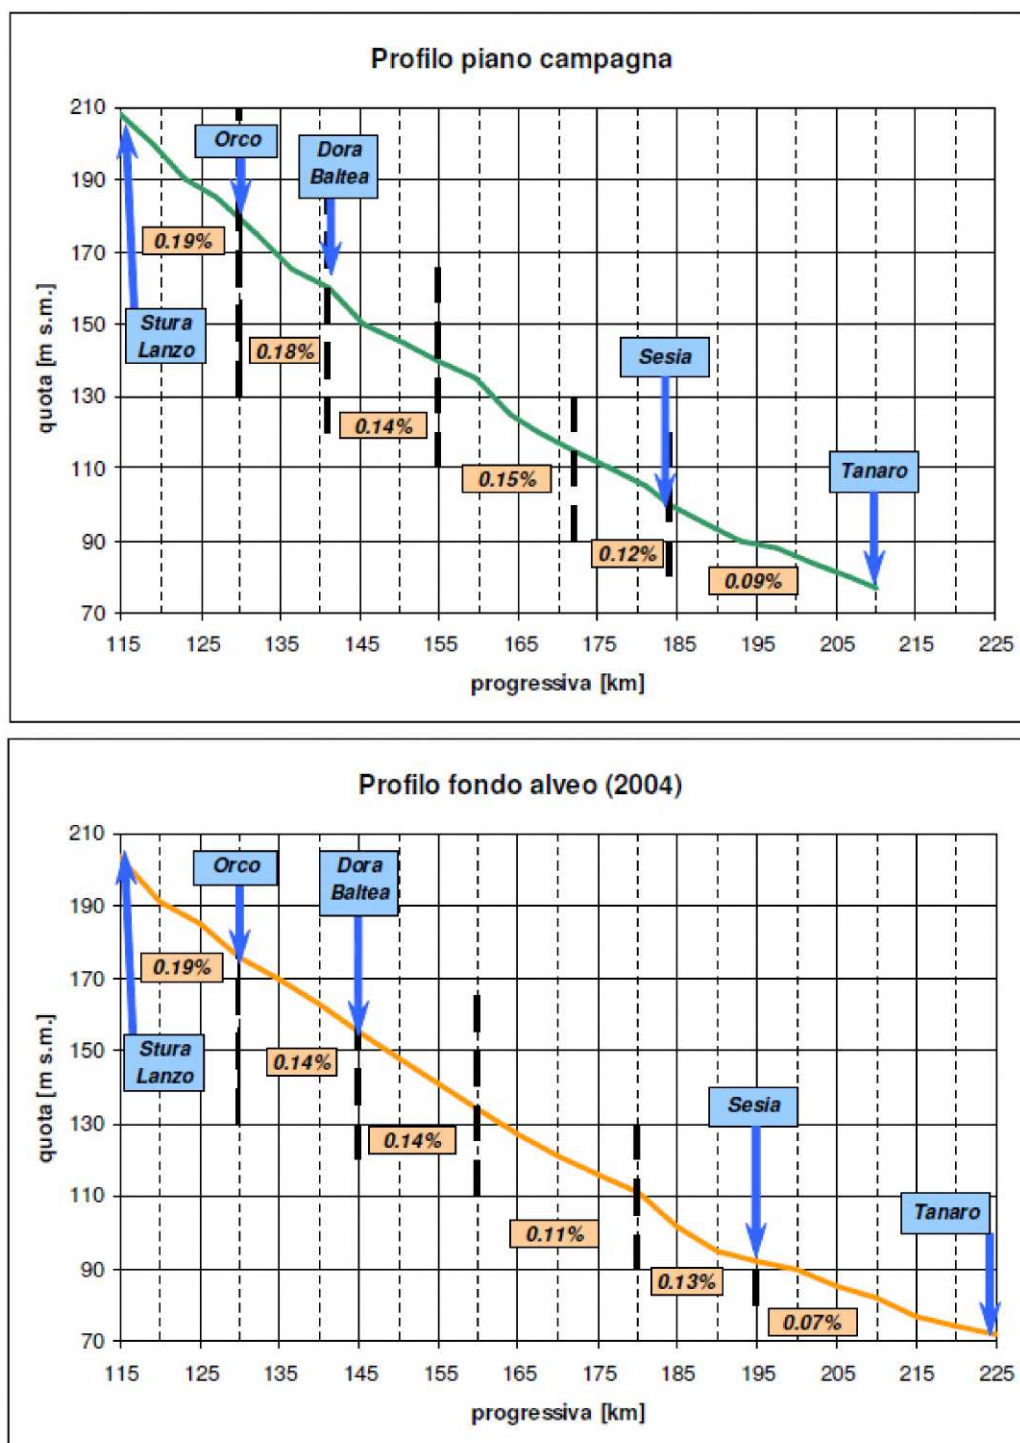 Profilo piano campagna
quota [m s.m.]
210
190
170
150
130
110
90
70
Orco
Dora
Baltea
0.19%
Stura
Lanzo
0.18%
Sesia
0.14%
0.15%
Tanaro
0.12%
0.09%
115 125 135 145 155 165 175 185 195 205 215 225
progressiva [km]
Profilo fondo alveo (2004)
quota [m s.m.]
210
190
170
150
130
110
90
70
Orco
Dora
Baltea
0.19%
Stura
Lanzo
0.14%
Sesia
0.14%
Tanaro
0.11%
0.13%
0.07%
115 125 135 145 155 165 175 185 195 205 215 225
progressiva [km]